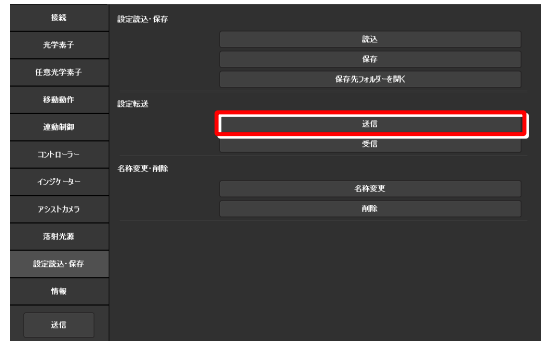 接続
光学素子
任意光学素子
移動動作
連動制御
コントローラー
インジケーター
アシストカメラ
落射光源
設定読込・保存
情報
送信
設定読込・保存
読込
保存
保存先フォルダーを開く
設定転送
送信
受信
名称変更・削除
名称変更
削除